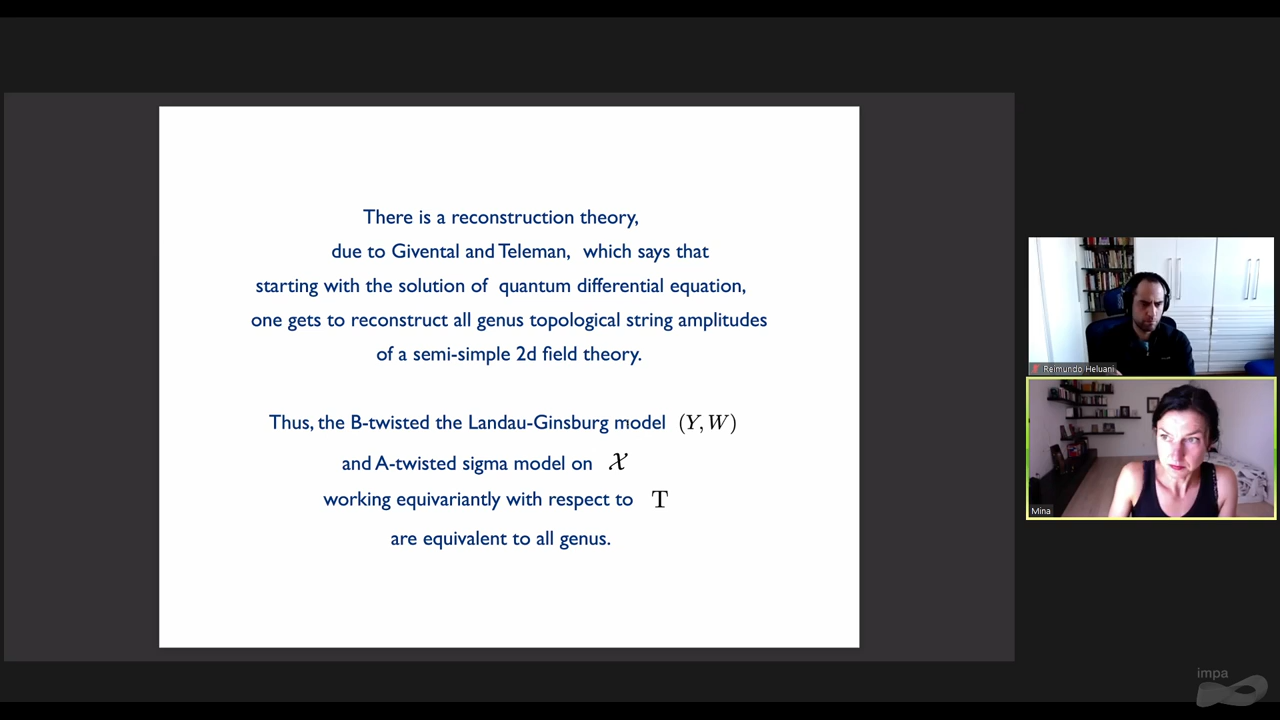 There is a reconstruction theory,
due to Givental and Teleman, which says that
starting with the solution of quantum differential equation,
one gets to reconstruct all genus topological string amplitudes
of a semi-simple 2d field theory.
Thus, the B-twisted the Landau-Ginsburg model (Y, W)
and A-twisted sigma model on 𝒳
working equivariantly with respect to T
are equivalent to all genus.
Reimundo Heluani
Mina
impa